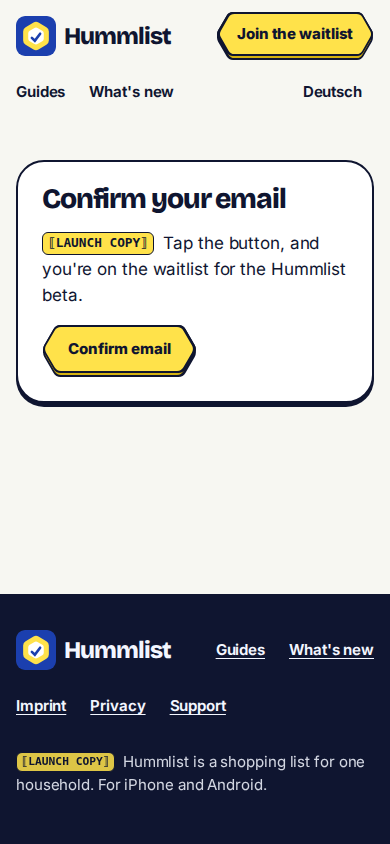 Hummlist
Join the waitlist
Guides
What's new
Deutsch
Confirm your email
⟦LAUNCH COPY⟧ Tap the button, and
you're on the waitlist for the Hummlist
beta.
Confirm email
Hummlist
Guides
What's new
Imprint
Privacy
Support
⟦LAUNCH COPY⟧ Hummlist is a shopping list for one
household. For iPhone and Android.